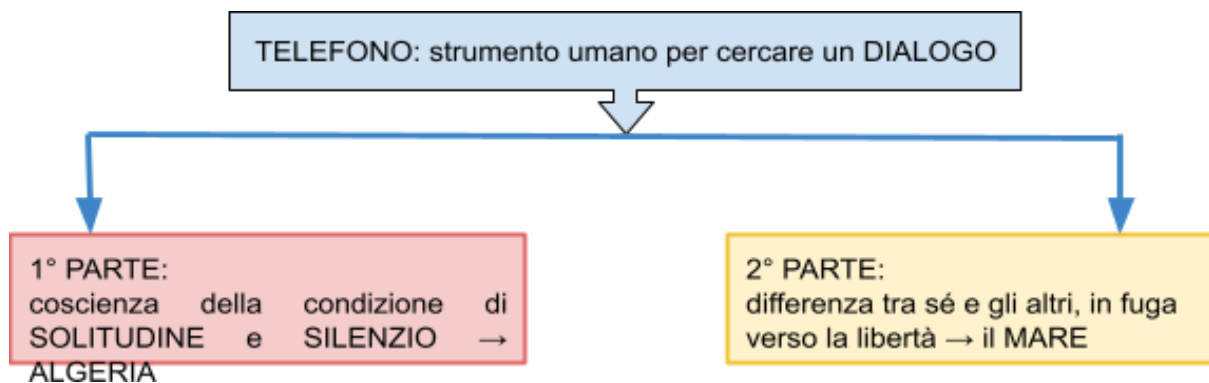 TELEFONO: strumento umano per cercare un DIALOGO
1° PARTE:
coscienza della condizione di
SOLITUDINE e SILENZIO →
ALGERIA
2° PARTE:
differenza tra sé e gli altri, in fuga
verso la libertà → il MARE